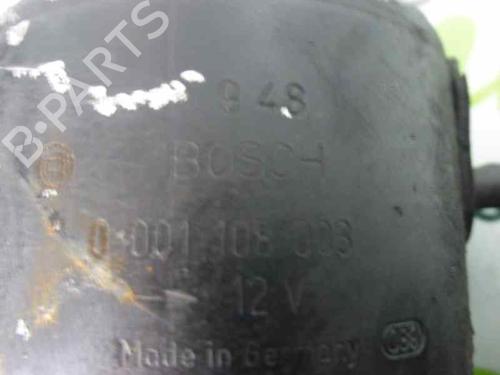 948
BOSCH
0 001 108 003
12 V
Made in Germany
B-PARTS